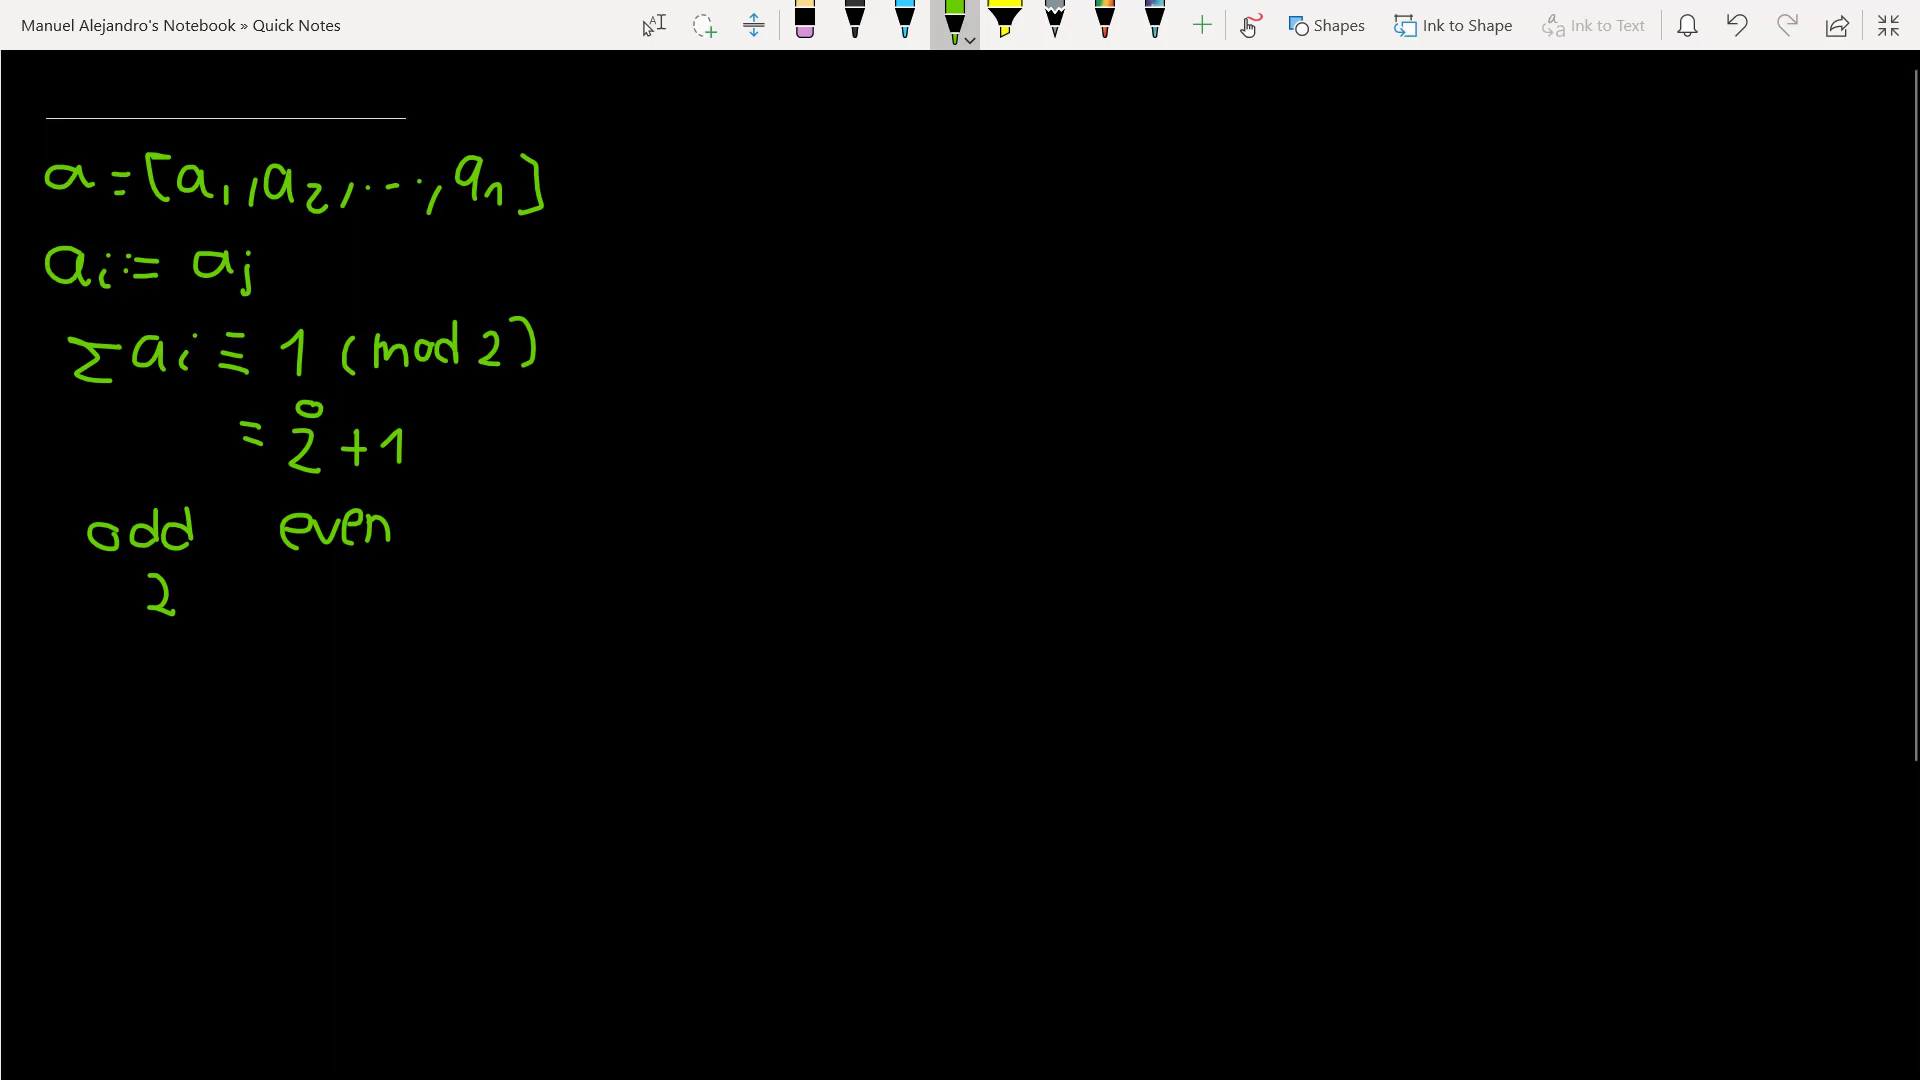 Manuel Alejandro's Notebook » Quick Notes
Shapes
Ink to Shape
Ink to Text
a = [a₁, a₂, ..., aₙ]
aᵢ := aⱼ
∑ aᵢ ≡ 1 (mod 2)
= 2̊ + 1
odd even
2